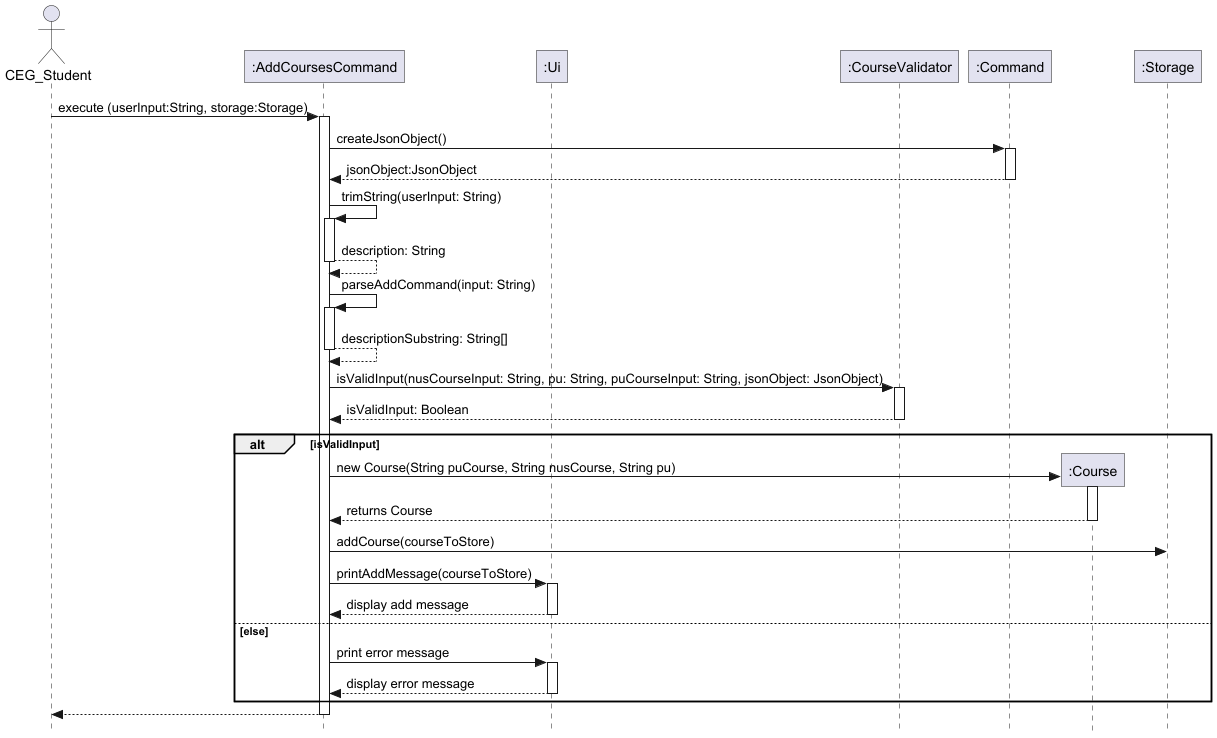 CEG_Student
:AddCoursesCommand
:Ui
:CourseValidator
:Command
:Storage
execute (userInput:String, storage:Storage)
createJsonObject()
jsonObject:JsonObject
trimString(userInput: String)
description: String
parseAddCommand(input: String)
descriptionSubstring: String[]
isValidInput(nusCourseInput: String, pu: String, puCourseInput: String, jsonObject: JsonObject)
isValidInput: Boolean
alt
[isValidInput]
new Course(String puCourse, String nusCourse, String pu)
:Course
returns Course
addCourse(courseToStore)
printAddMessage(courseToStore)
display add message
[else]
print error message
display error message